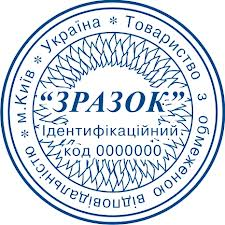 * Україна * Товариство з обмеженою відповідальністю * м.Київ
"ЗРАЗОК"
Ідентифікаційний
код 0000000